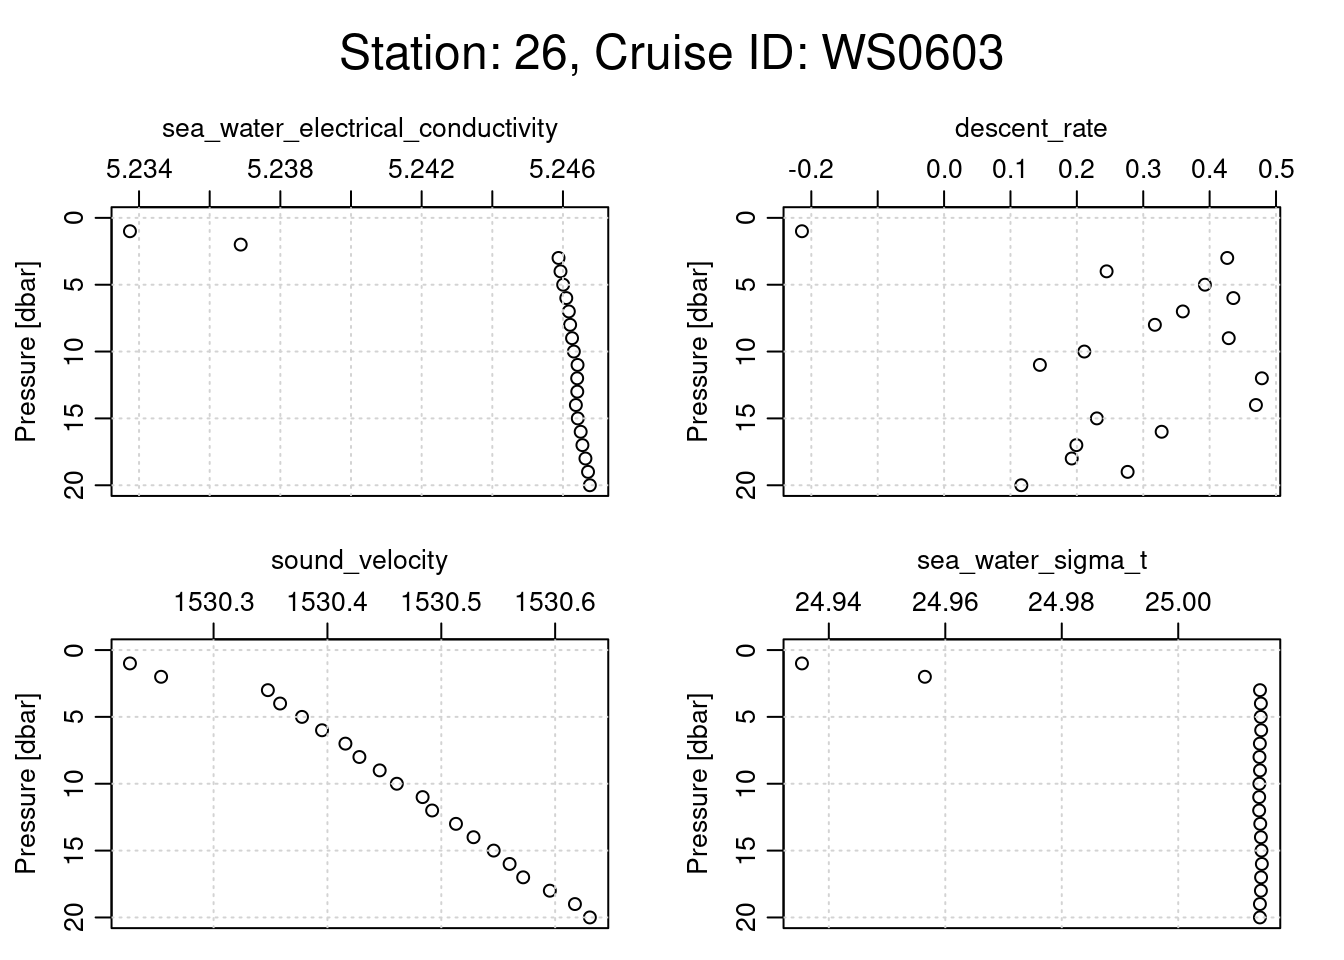 Station: 26, Cruise ID: WS0603
sea_water_electrical_conductivity
5.234 5.238 5.242 5.246
Pressure [dbar]
0
5
10
15
20
descent_rate
-0.2 0.0 0.1 0.2 0.3 0.4 0.5
Pressure [dbar]
0
5
10
15
20
sound_velocity
1530.3 1530.4 1530.5 1530.6
Pressure [dbar]
0
5
10
15
20
sea_water_sigma_t
24.94 24.96 24.98 25.00
Pressure [dbar]
0
5
10
15
20